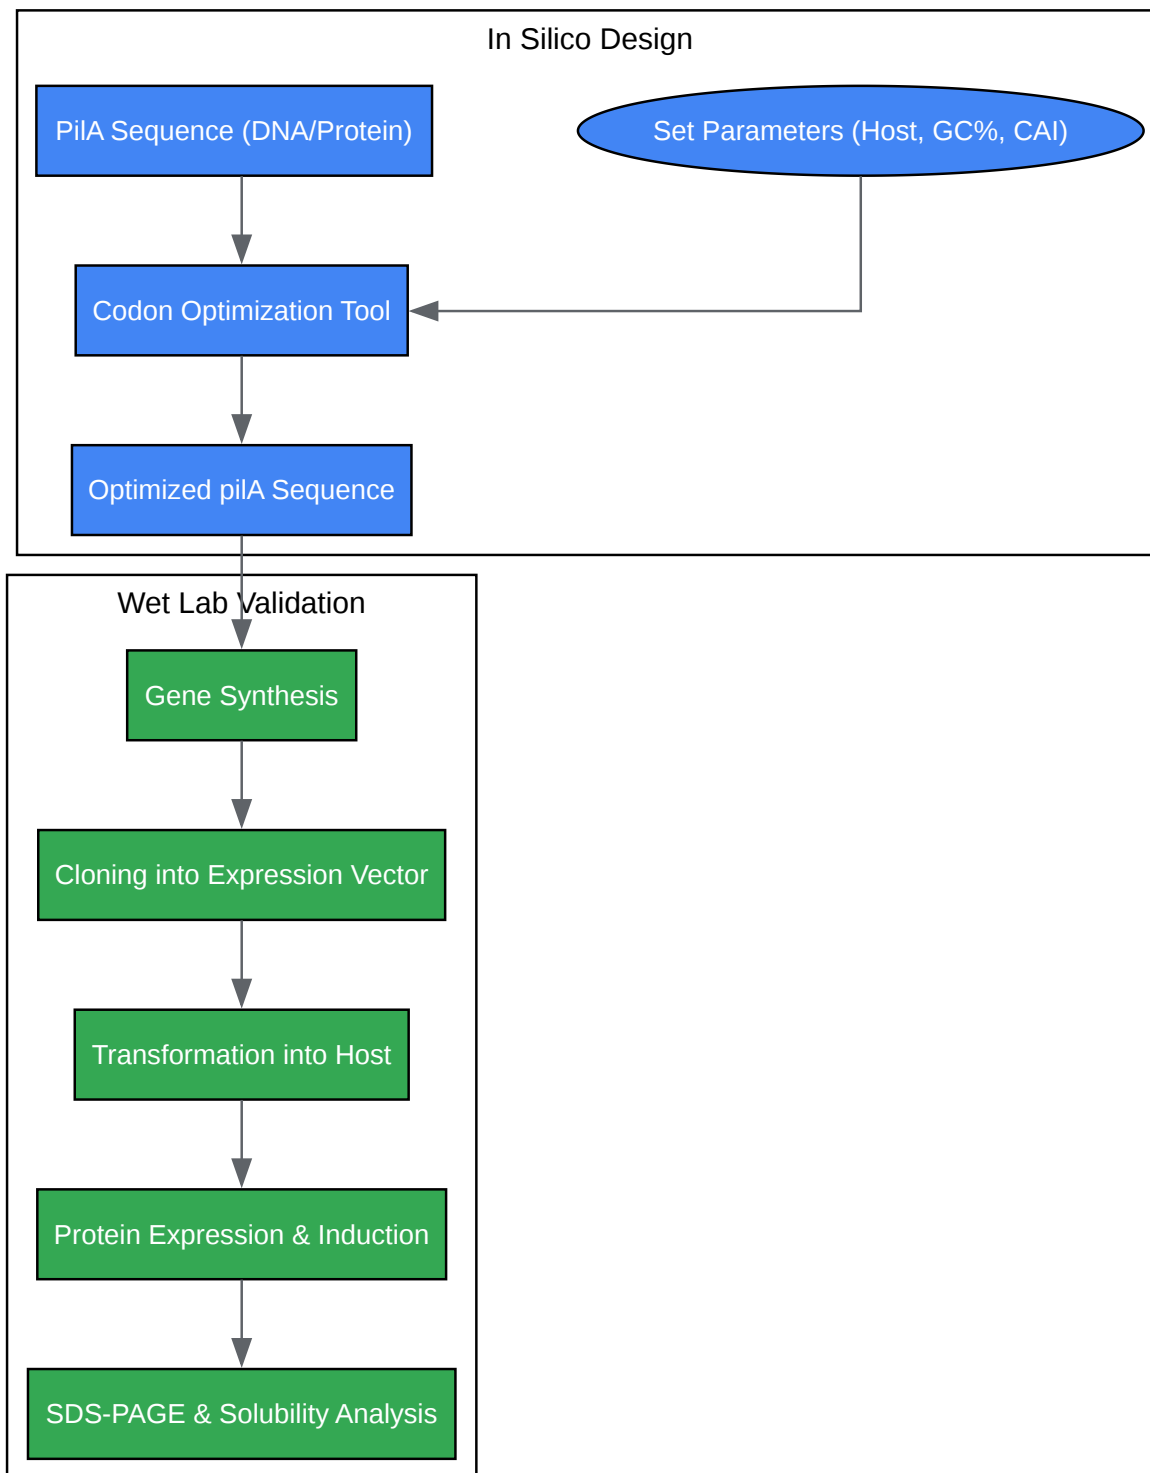 In Silico Design
PilA Sequence (DNA/Protein)
Set Parameters (Host, GC%, CAI)
Codon Optimization Tool
Optimized pilA Sequence
Wet Lab Validation
Gene Synthesis
Cloning into Expression Vector
Transformation into Host
Protein Expression & Induction
SDS-PAGE & Solubility Analysis